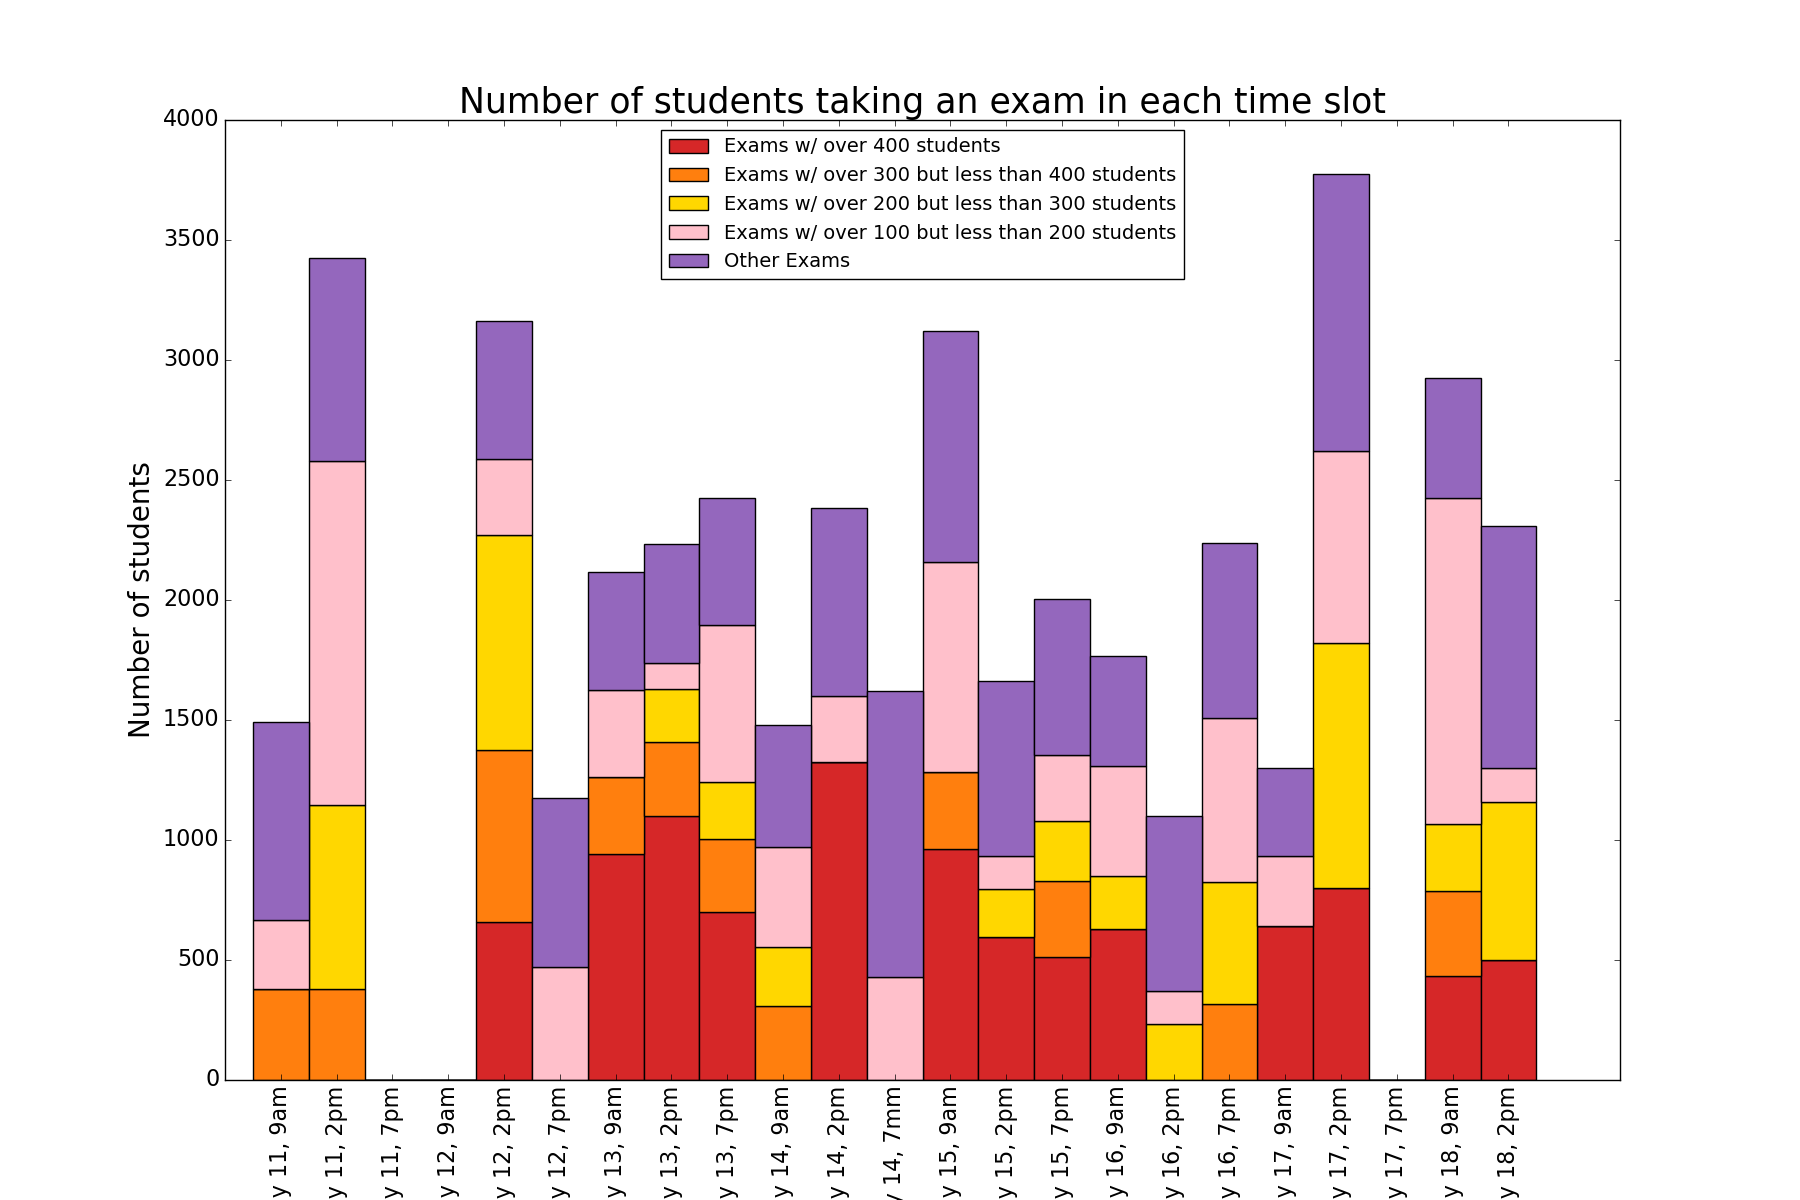 Number of students taking an exam in each time slot
Exams w/ over 400 students
Exams w/ over 300 but less than 400 students
Exams w/ over 200 but less than 300 students
Exams w/ over 100 but less than 200 students
Other Exams
Number of students
4000
3500
3000
2500
2000
1500
1000
500
0
y 11, 9am
y 11, 2pm
y 11, 7pm
y 12, 9am
y 12, 2pm
y 12, 7pm
y 13, 9am
y 13, 2pm
y 13, 7pm
y 14, 9am
y 14, 2pm
y 14, 7mm
y 15, 9am
y 15, 2pm
y 15, 7pm
y 16, 9am
y 16, 2pm
y 16, 7pm
y 17, 9am
y 17, 2pm
y 17, 7pm
y 18, 9am
y 18, 2pm